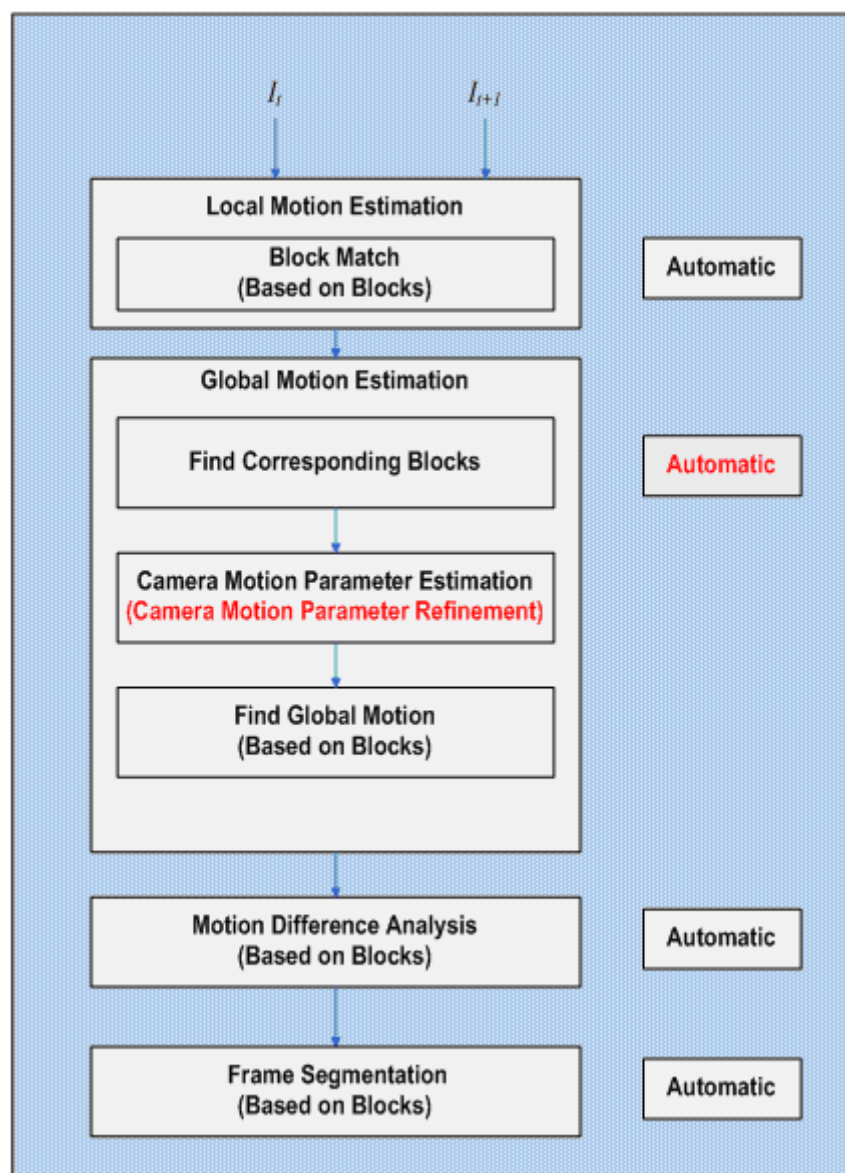 I_t I_{t+1}
Local Motion Estimation
Block Match
(Based on Blocks)
Automatic
Global Motion Estimation
Find Corresponding Blocks
Automatic
Camera Motion Parameter Estimation
(Camera Motion Parameter Refinement)
Find Global Motion
(Based on Blocks)
Motion Difference Analysis
(Based on Blocks)
Automatic
Frame Segmentation
(Based on Blocks)
Automatic